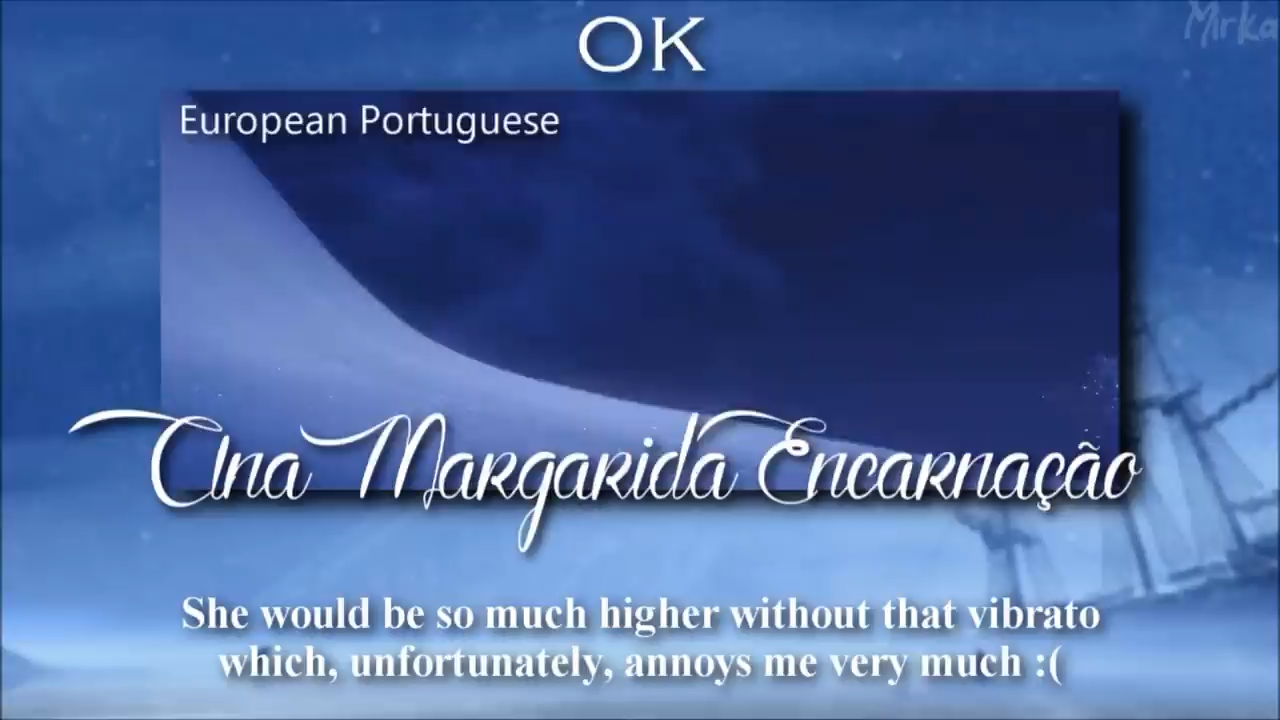 OK
Mirka
European Portuguese
Ana Margarida Encarnação
She would be so much higher without that vibrato
which, unfortunately, annoys me very much :(